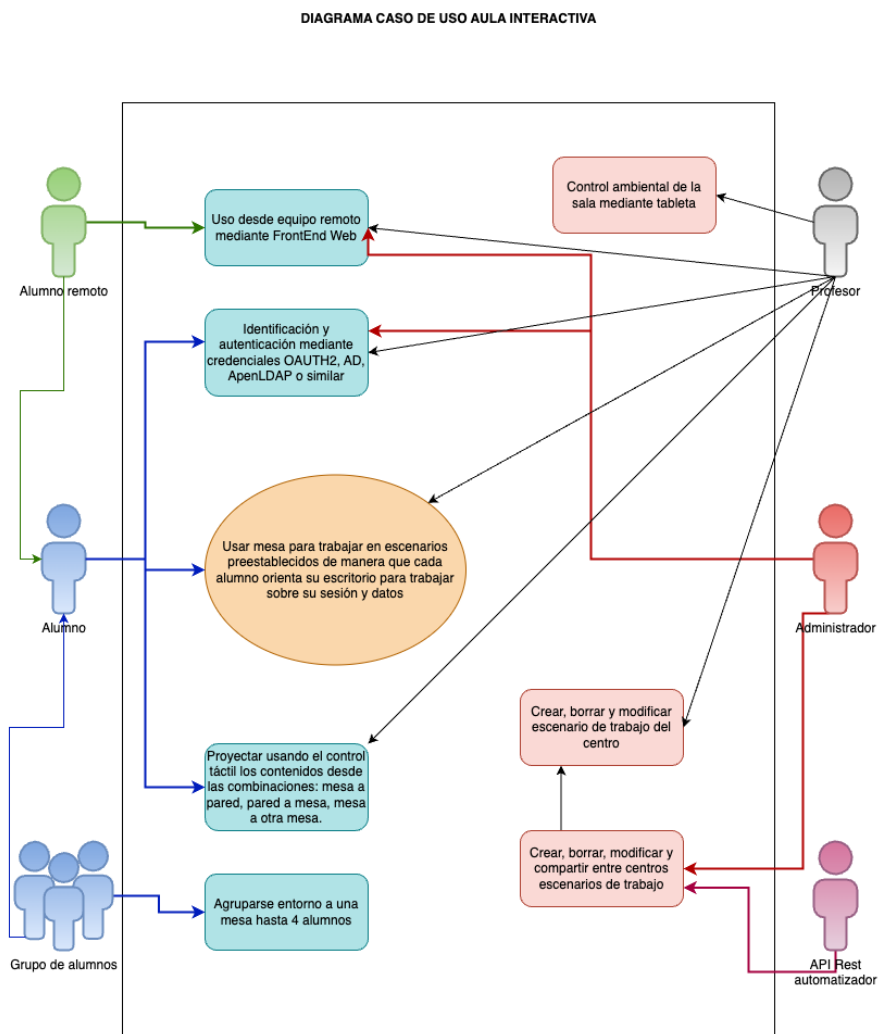 DIAGRAMA CASO DE USO AULA INTERACTIVA
Control ambiental de la
sala mediante tableta
Uso desde equipo remoto
mediante FrontEnd Web
Alumno remoto
Profesor
Identificación y
autenticación mediante
credenciales OAUTH2, AD,
ApenLDAP o similar
Usar mesa para trabajar en escenarios
preestablecidos de manera que cada
alumno orienta su escritorio para trabajar
sobre su sesión y datos
Alumno
Administrador
Crear, borrar y modificar
escenario de trabajo del
centro
Proyectar usando el control
táctil los contenidos desde
las combinaciones: mesa a
pared, pared a mesa, mesa
a otra mesa.
Crear, borrar, modificar y
compartir entre centros
escenarios de trabajo
Agruparse entorno a una
mesa hasta 4 alumnos
Grupo de alumnos
API Rest
automatizador